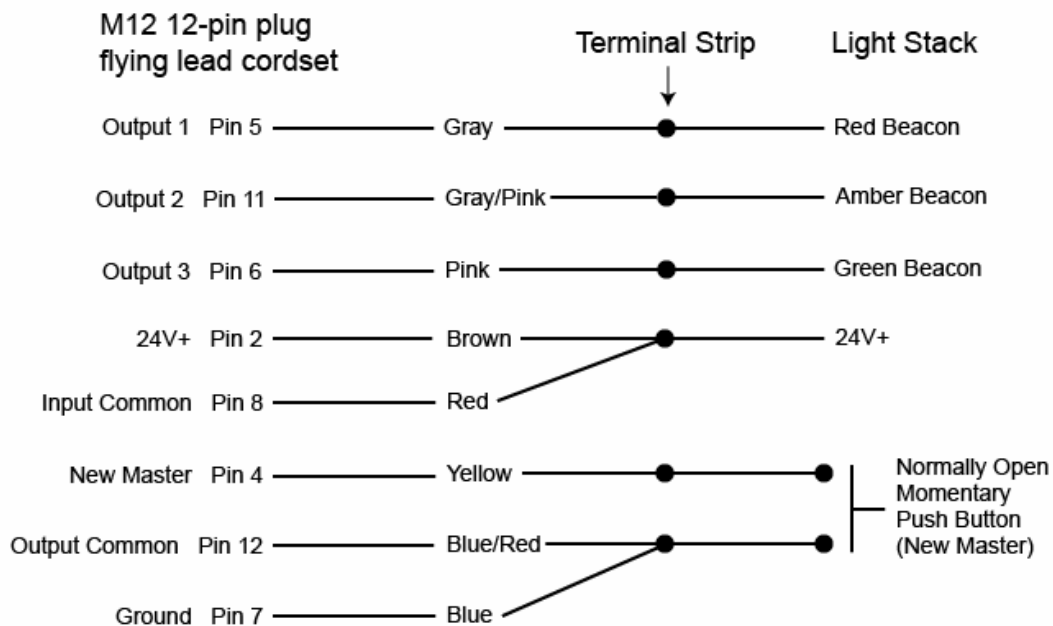 M12 12-pin plug
flying lead cordset
Terminal Strip
Light Stack
Output 1 Pin 5 Gray Red Beacon
Output 2 Pin 11 Gray/Pink Amber Beacon
Output 3 Pin 6 Pink Green Beacon
24V+ Pin 2 Brown 24V+
Input Common Pin 8 Red
New Master Pin 4 Yellow
Output Common Pin 12 Blue/Red
Normally Open
Momentary
Push Button
(New Master)
Ground Pin 7 Blue